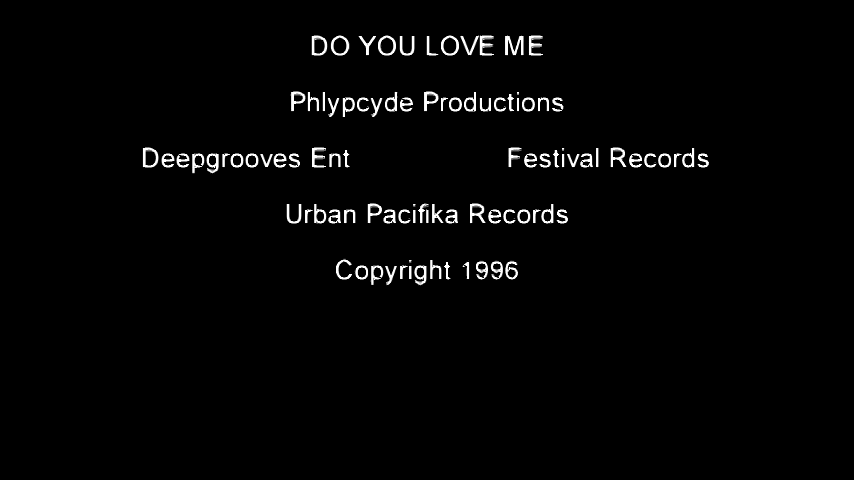 DO YOU LOVE ME
Phlypcyde Productions
Deepgrooves Ent Festival Records
Urban Pacifika Records
Copyright 1996